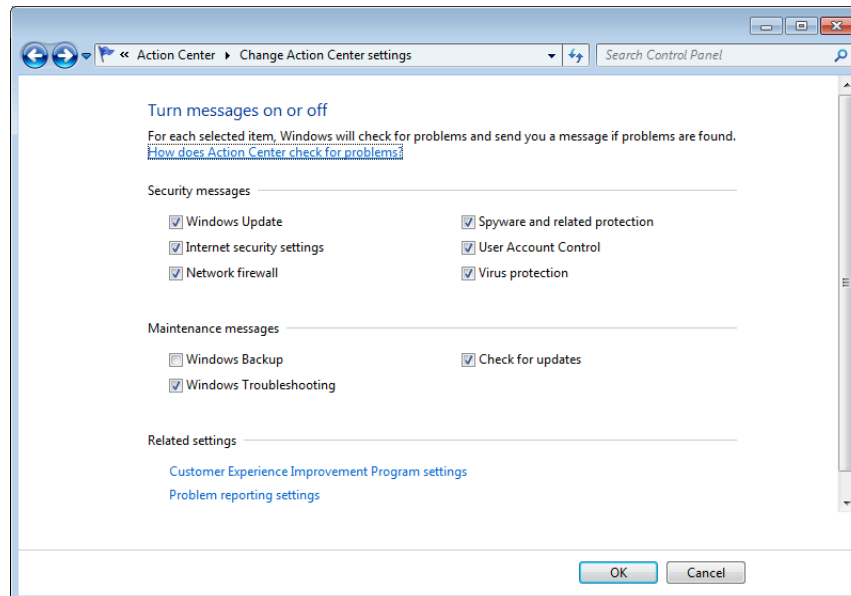 « Action Center ▸ Change Action Center settings
Search Control Panel
Turn messages on or off
For each selected item, Windows will check for problems and send you a message if problems are found.
How does Action Center check for problems?
Security messages
Windows Update
Spyware and related protection
Internet security settings
User Account Control
Network firewall
Virus protection
Maintenance messages
Windows Backup
Check for updates
Windows Troubleshooting
Related settings
Customer Experience Improvement Program settings
Problem reporting settings
OK
Cancel